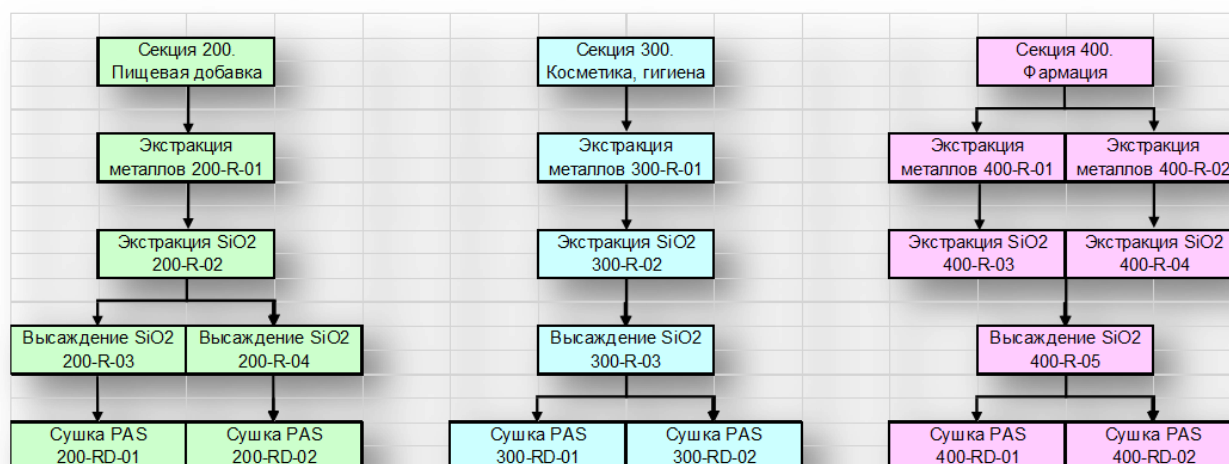 Секция 200.
Пищевая добавка
Секция 300.
Косметика, гигиена
Секция 400.
Фармация
Экстракция
металлов 200-R-01
Экстракция
металлов 300-R-01
Экстракция
металлов 400-R-01
Экстракция
металлов 400-R-02
Экстракция SiO2
200-R-02
Экстракция SiO2
300-R-02
Экстракция SiO2
400-R-03
Экстракция SiO2
400-R-04
Высаждение SiO2
200-R-03
Высаждение SiO2
200-R-04
Высаждение SiO2
300-R-03
Высаждение SiO2
400-R-05
Сушка PAS
200-RD-01
Сушка PAS
200-RD-02
Сушка PAS
300-RD-01
Сушка PAS
300-RD-02
Сушка PAS
400-RD-01
Сушка PAS
400-RD-02